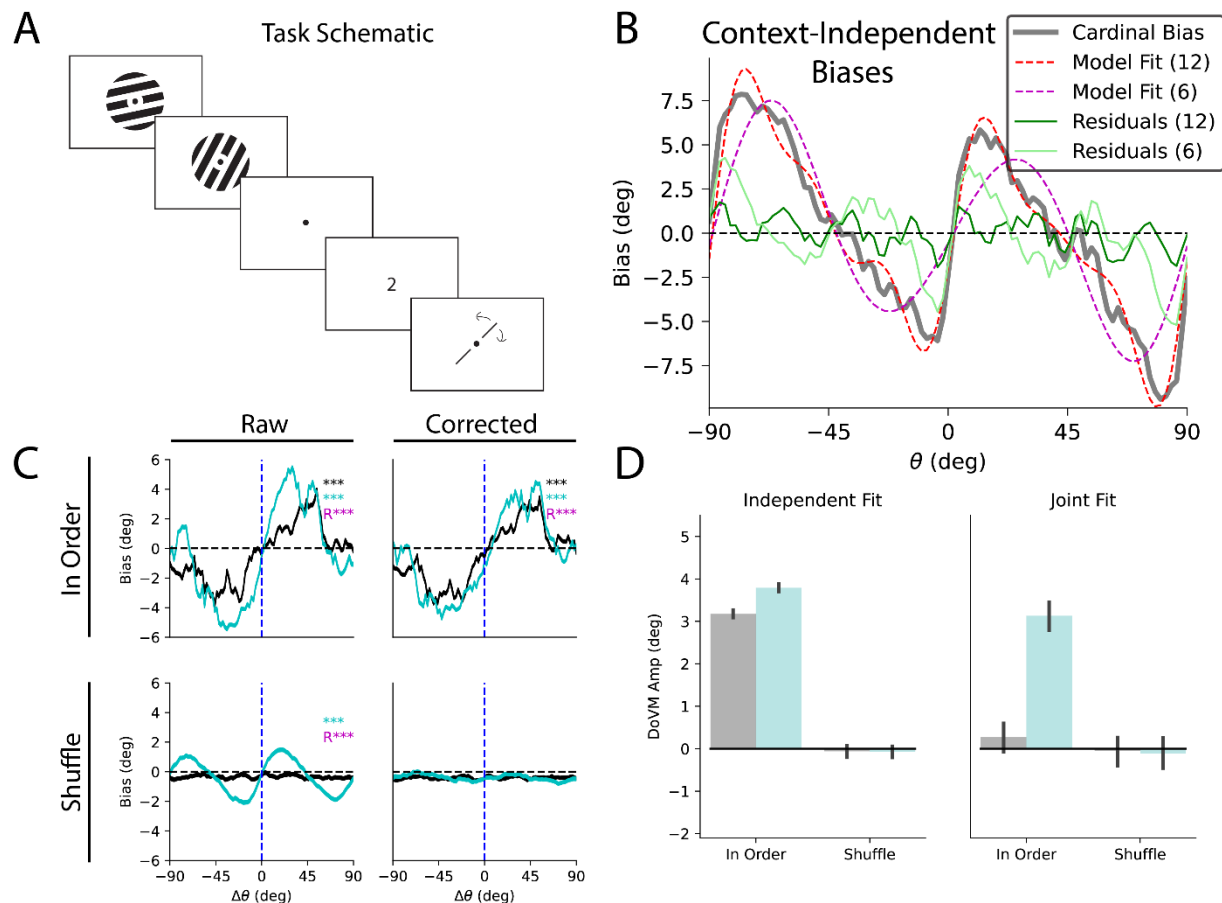 A
Task Schematic
2
B
Context-Independent
Biases
Cardinal Bias
Model Fit (12)
Model Fit (6)
Residuals (12)
Residuals (6)
Bias (deg)
7.5
5.0
2.5
0.0
−2.5
−5.0
−7.5
−90
−45
0
45
90
θ (deg)
C
Raw
Corrected
In Order
Bias (deg)
6
4
2
0
−2
−4
−6
***
***
R***
***
***
R***
Shuffle
Bias (deg)
6
4
2
0
−2
−4
−6
***
R***
−90
−45
0
45
90
Δθ (deg)
−90
−45
0
45
90
Δθ (deg)
D
Independent Fit
Joint Fit
DoVM Amp (deg)
5
4
3
2
1
0
−1
−2
In Order
Shuffle
In Order
Shuffle